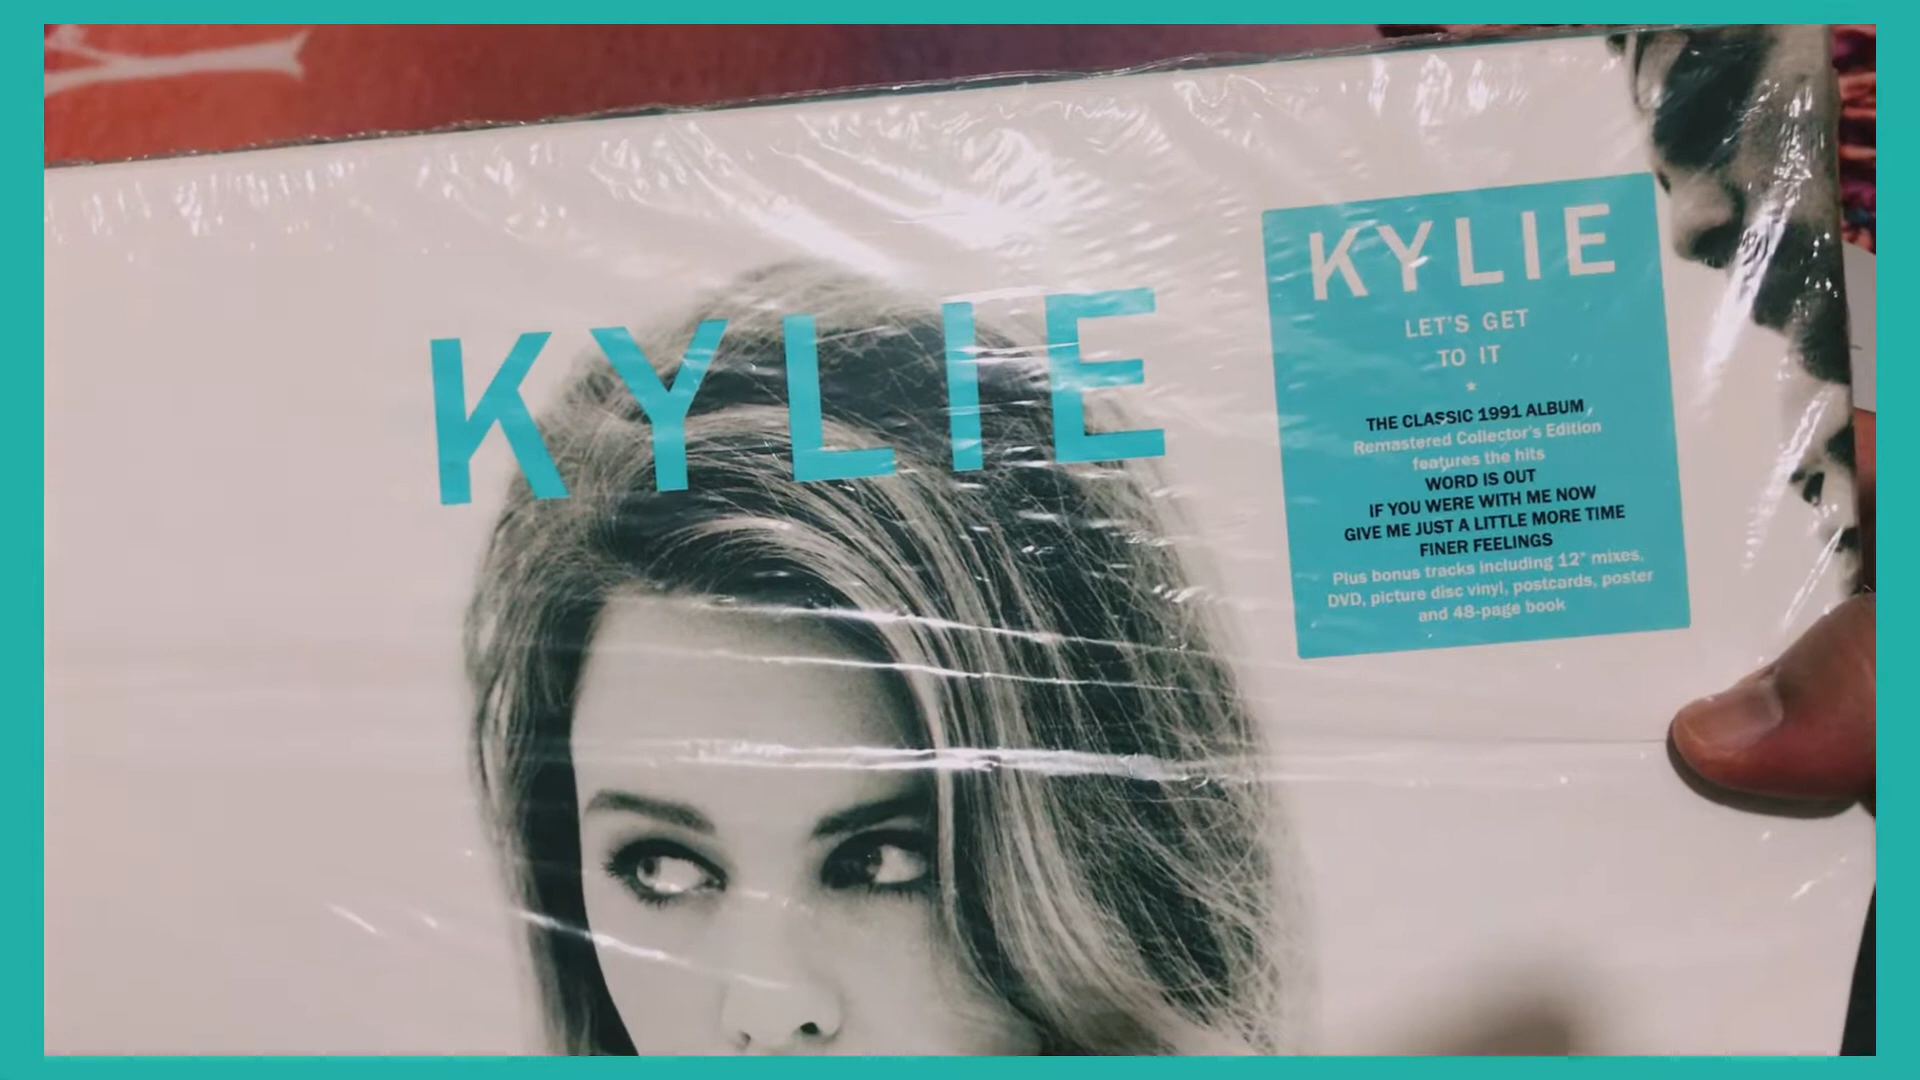 KYLIE
KYLIE
LET'S GET
TO IT
*
THE CLASSIC 1991 ALBUM
Remastered Collector's Edition
features the hits
WORD IS OUT
IF YOU WERE WITH ME NOW
GIVE ME JUST A LITTLE MORE TIME
FINER FEELINGS
Plus bonus tracks including 12" mixes,
DVD, picture disc vinyl, postcards, poster
and 48-page book